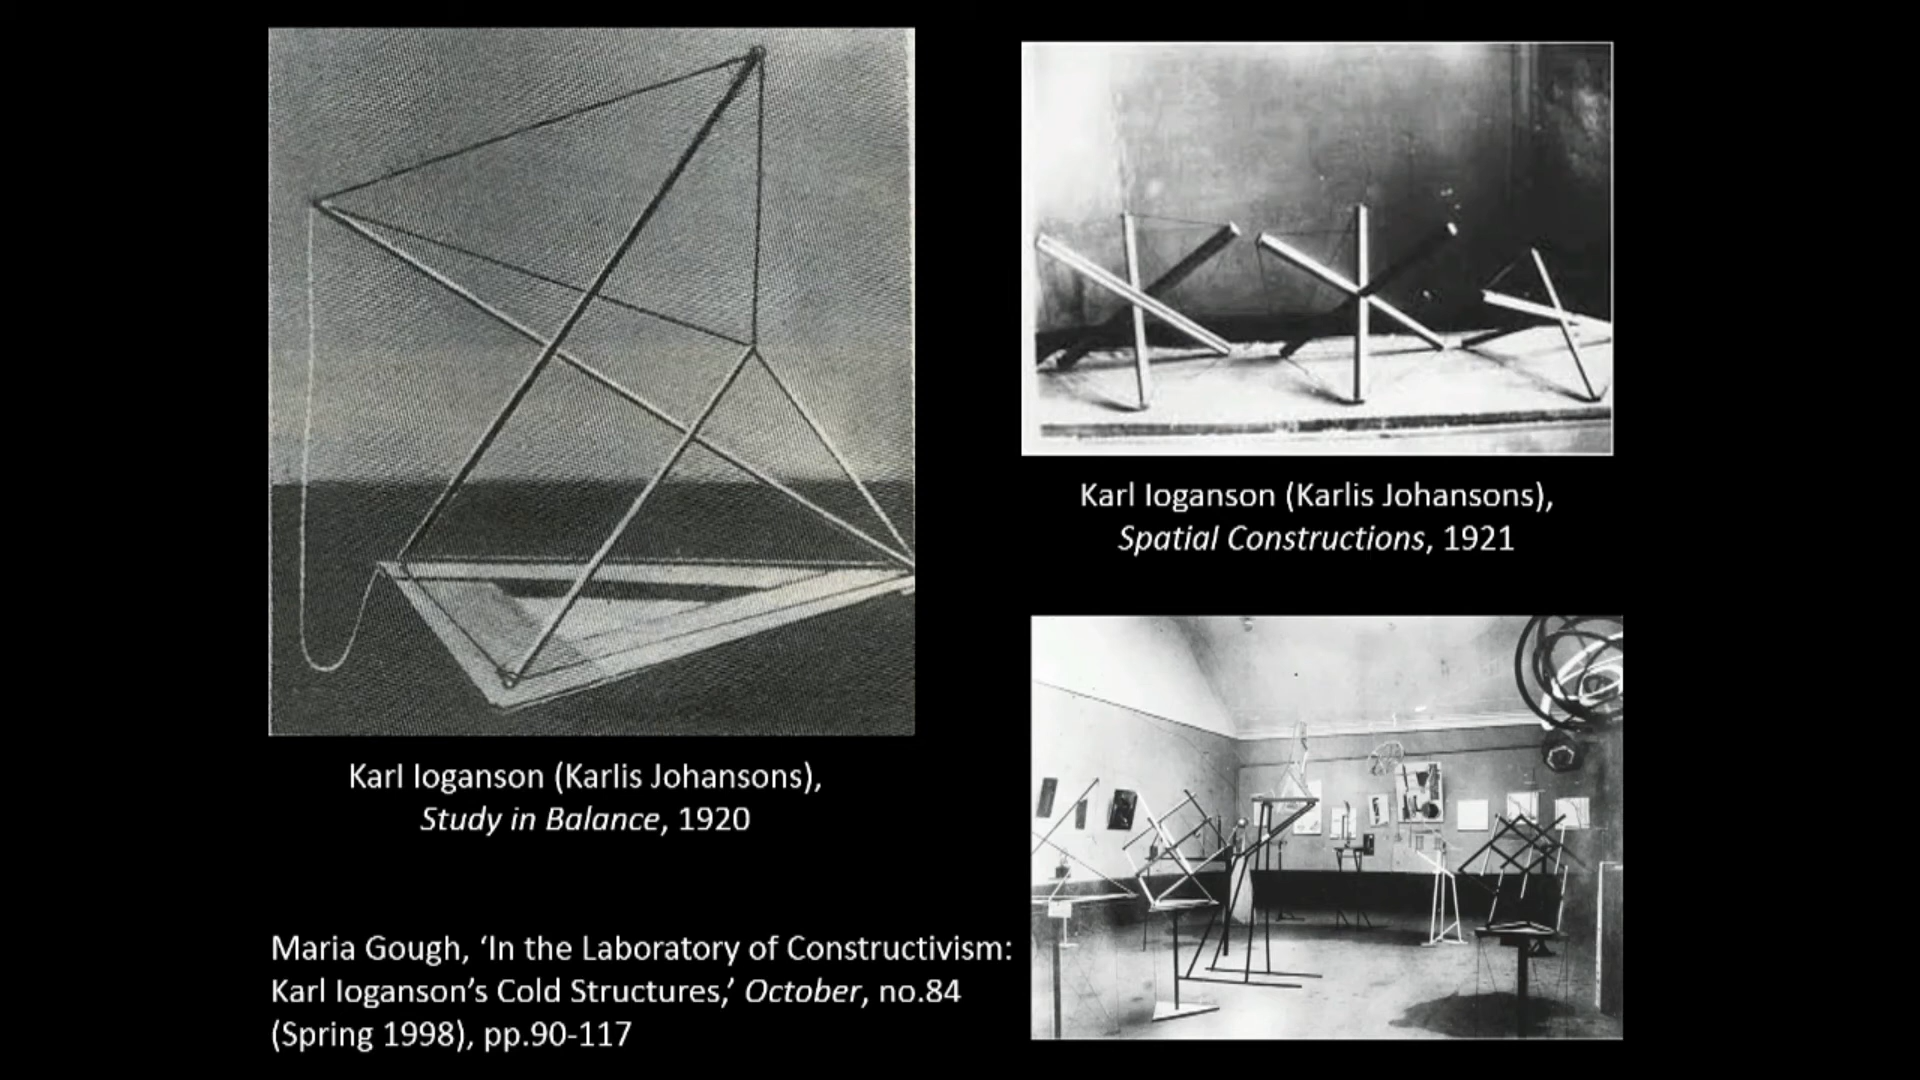 Karl Ioganson (Karlis Johansons),
Study in Balance, 1920
Karl Ioganson (Karlis Johansons),
Spatial Constructions, 1921
Maria Gough, ‘In the Laboratory of Constructivism:
Karl Ioganson’s Cold Structures,’ October, no.84
(Spring 1998), pp.90-117